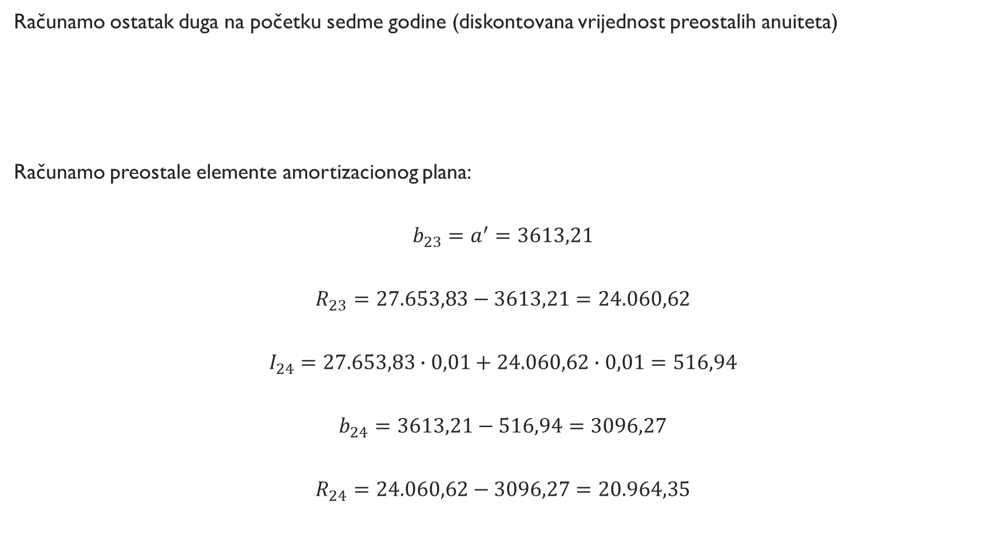 Računamo ostatak duga na početku sedme godine (diskontovana vrijednost preostalih anuiteta)
Računamo preostale elemente amortizacionog plana:
b₂₃ = a′ = 3613,21
R₂₃ = 27.653,83 − 3613,21 = 24.060,62
I₂₄ = 27.653,83 · 0,01 + 24.060,62 · 0,01 = 516,94
b₂₄ = 3613,21 − 516,94 = 3096,27
R₂₄ = 24.060,62 − 3096,27 = 20.964,35